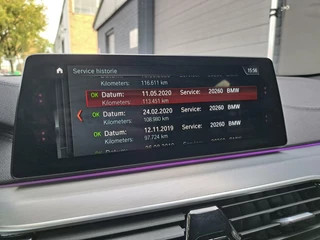 Service historie 11:56
Kilometers: 116.611 km
OK Datum: 11.05.2020 Service: 20260 BMW
Kilometers: 113.451 km
OK Datum: 24.02.2020 Service: 20260 BMW
Kilometers: 108.980 km
OK Datum: 12.11.2019 Service: 20260 BMW
Kilometers: 97.724 km